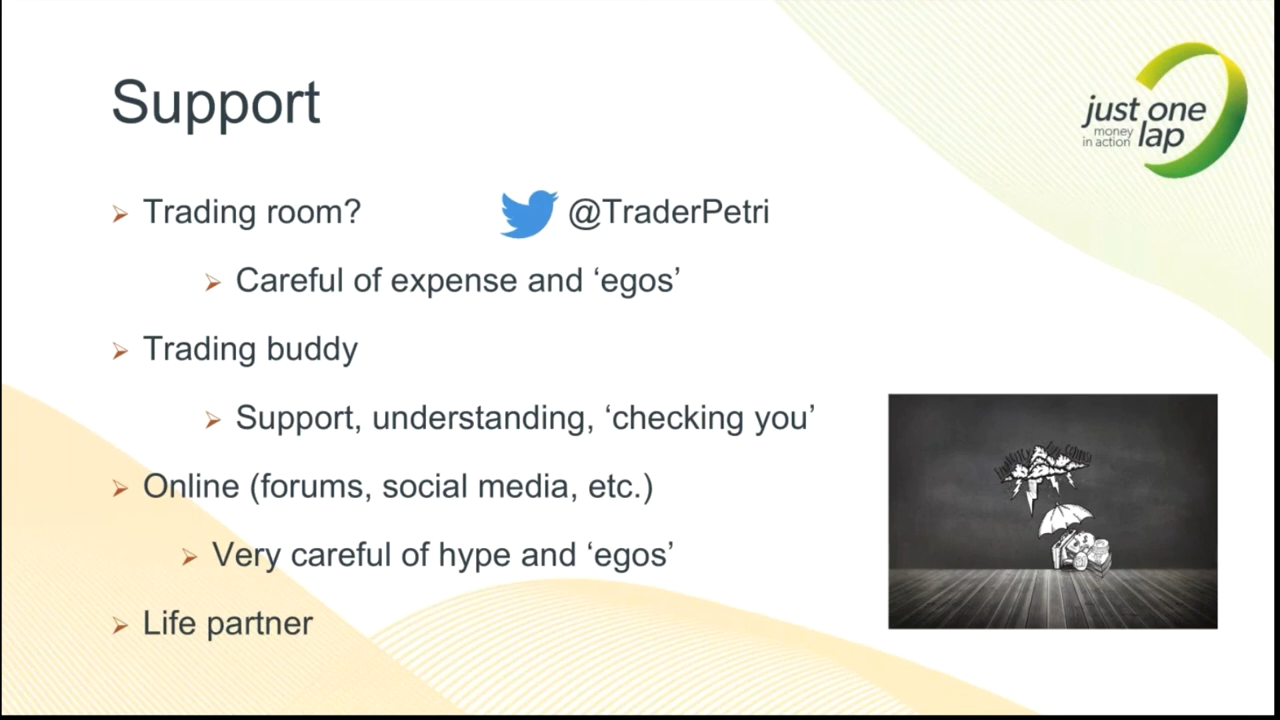 Support
just one
money
in action lap
Trading room?
@TraderPetri
Careful of expense and ‘egos’
Trading buddy
Support, understanding, ‘checking you’
Online (forums, social media, etc.)
Very careful of hype and ‘egos’
Life partner